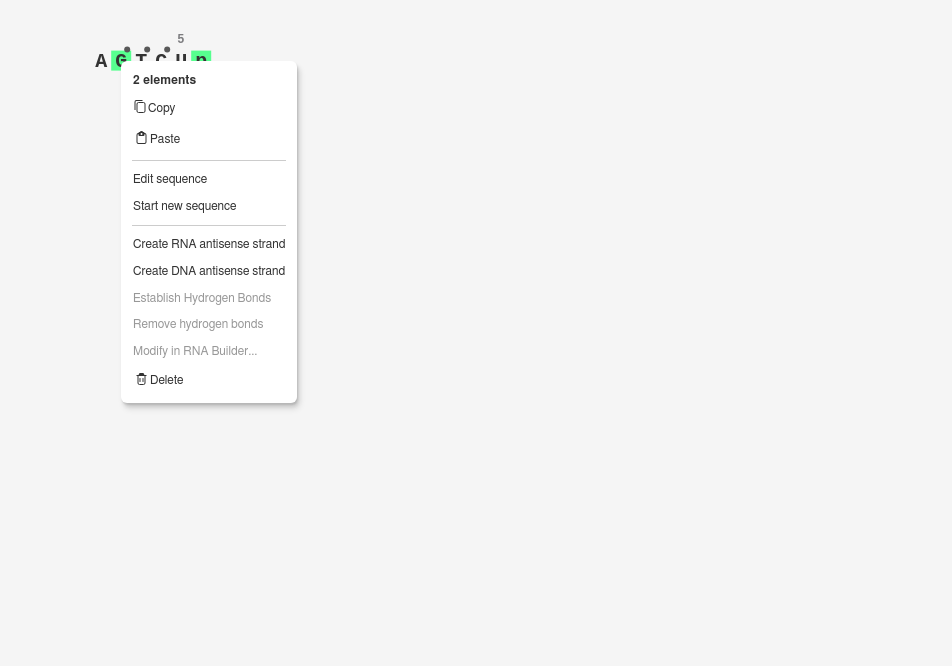 5
A G T C U n
2 elements
Copy
Paste
Edit sequence
Start new sequence
Create RNA antisense strand
Create DNA antisense strand
Establish Hydrogen Bonds
Remove hydrogen bonds
Modify in RNA Builder...
Delete